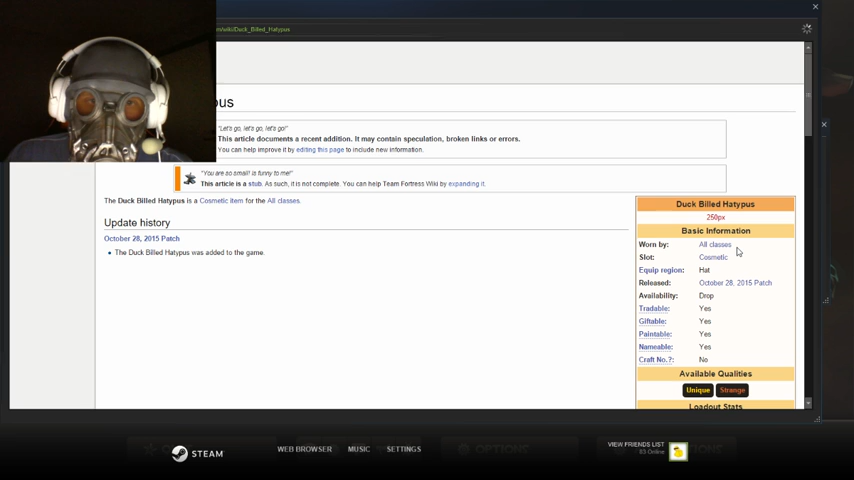 m/wiki/Duck_Billed_Hatypus
pus
"Let's go, let's go, let's go!"
This article documents a recent addition. It may contain speculation, broken links or errors.
You can help improve it by editing this page to include new information.
"You are so small! Is funny to me!"
This article is a stub. As such, it is not complete. You can help Team Fortress Wiki by expanding it.
The Duck Billed Hatypus is a Cosmetic item for the All classes.
Update history
October 28, 2015 Patch
The Duck Billed Hatypus was added to the game.
Duck Billed Hatypus
250px
Basic Information
Worn by: All classes
Slot: Cosmetic
Equip region: Hat
Released: October 28, 2015 Patch
Availability: Drop
Tradable: Yes
Giftable: Yes
Paintable: Yes
Nameable: Yes
Craft No.?: No
Available Qualities
Unique Strange
Loadout Stats
STEAM
WEB BROWSER MUSIC SETTINGS
VIEW FRIENDS LIST
83 Online